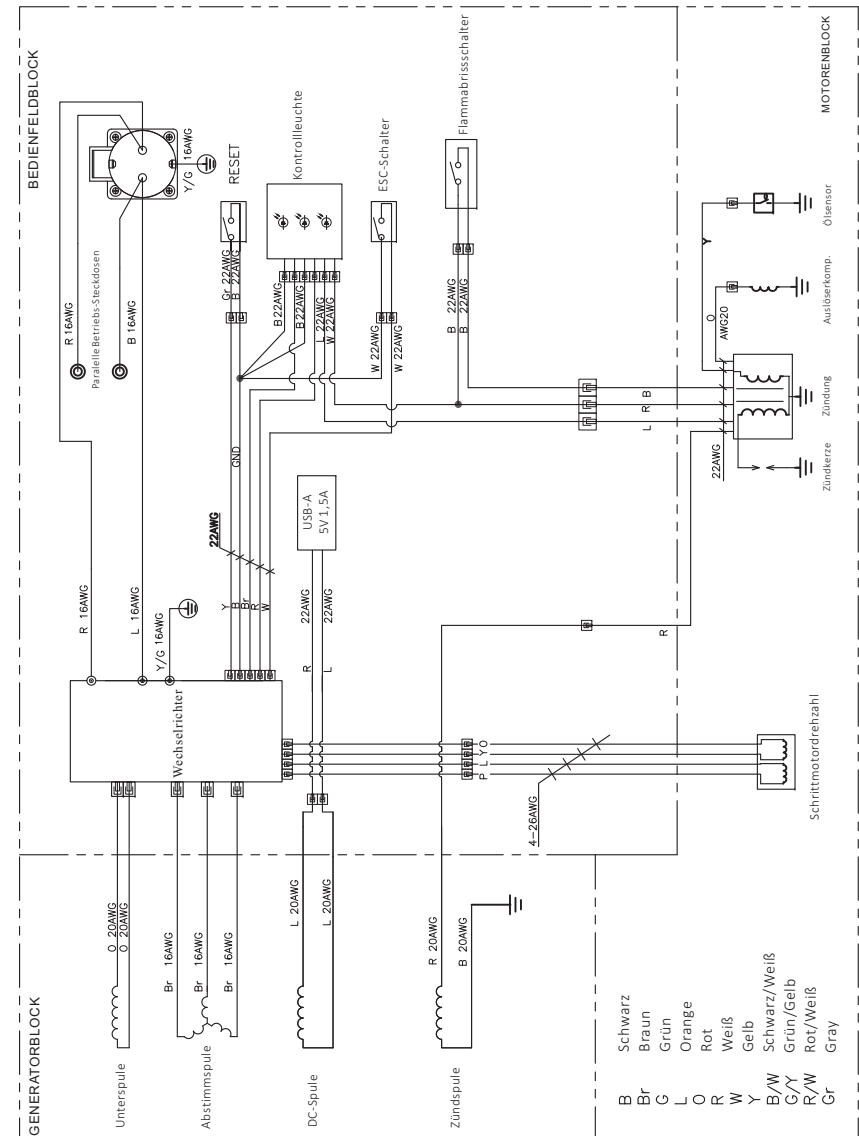 GENERATORBLOCK
BEDIENFELDBLOCK
MOTORENBLOCK
Unterspule
O 20AWG
O 20AWG
Abstimmspule
Br 16AWG
Br 16AWG
Br 16AWG
DC-Spule
L 20AWG
L 20AWG
Zündspule
R 20AWG
B 20AWG
Wechselrichter
R 16AWG
L 16AWG
Y/G 16AWG
R 16AWG
B 16AWG
Paralelle Betriebs-Steckdosen
Y/G 16AWG
RESET
Gr 22AWG
B 22AWG
22AWG
GND
Y
B
Br
R
W
Kontrollleuchte
B 22AWG
B 22AWG
L 22AWG
W 22AWG
ESC-Schalter
W 22AWG
W 22AWG
Flammabrissschalter
B 22AWG
B 22AWG
USB-A
5V 1,5A
22AWG
22AWG
R
L
P L Y O
4-26AWG
Schrittmotordrehzahl
R
L
R
B
22AWG
O
AWG20
Y
Zündkerze
Zündung
Auslöserkomp.
Ölsensor
B
Br
G
L
O
R
W
Y
B/W
G/Y
R/W
Gr
Schwarz
Braun
Grün
Orange
Rot
Weiß
Gelb
Schwarz/Weiß
Grün/Gelb
Rot/Weiß
Gray